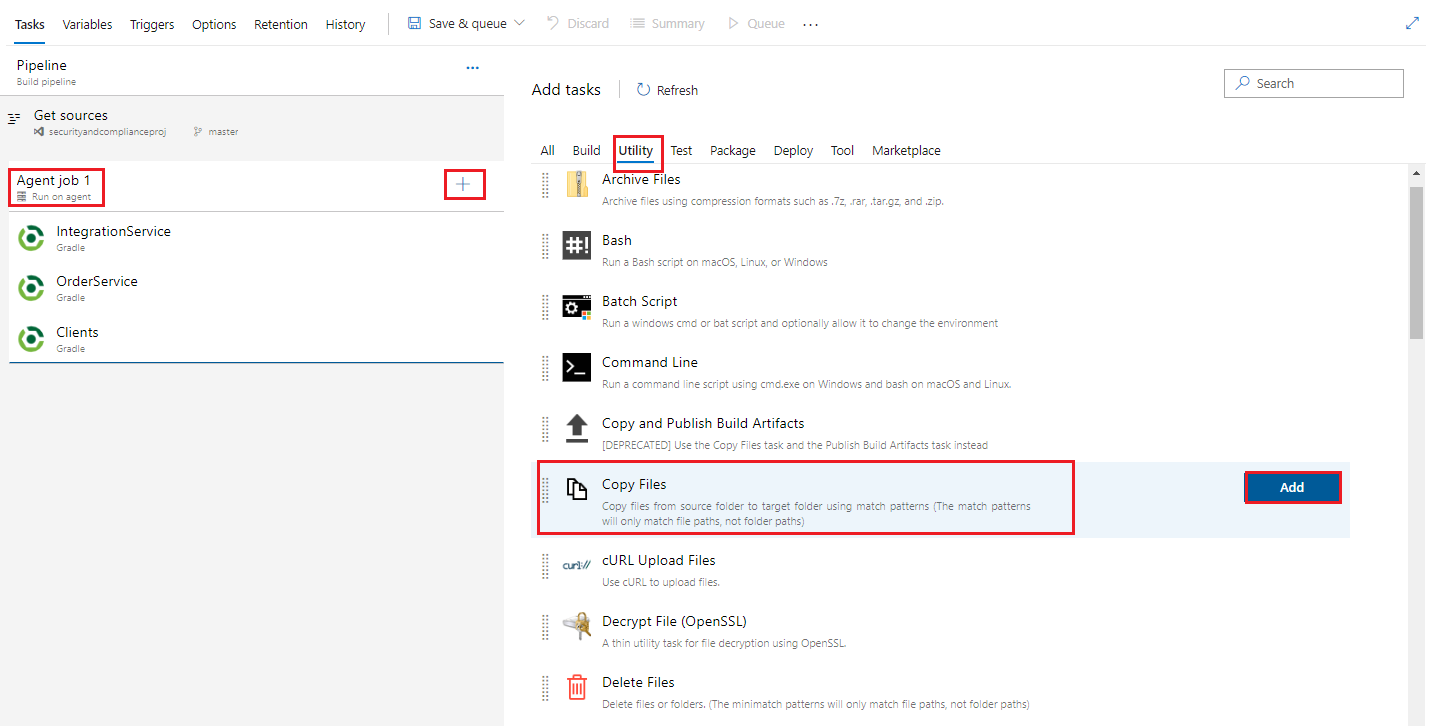 Tasks Variables Triggers Options Retention History Save & queue Discard Summary Queue ...
Pipeline
Build pipeline
Get sources
securityandcomplianceproj master
Agent job 1
Run on agent
IntegrationService
Gradle
OrderService
Gradle
Clients
Gradle
Add tasks Refresh Search
All Build Utility Test Package Deploy Tool Marketplace
Archive Files
Archive files using compression formats such as .7z, .rar, .tar.gz, and .zip.
#!
Bash
Run a Bash script on macOS, Linux, or Windows
Batch Script
Run a windows cmd or bat script and optionally allow it to change the environment
Command Line
Run a command line script using cmd.exe on Windows and bash on macOS and Linux.
Copy and Publish Build Artifacts
[DEPRECATED] Use the Copy Files task and the Publish Build Artifacts task instead
Copy Files
Copy files from source folder to target folder using match patterns (The match patterns
will only match file paths, not folder paths)
Add
curl://
cURL Upload Files
Use cURL to upload files.
Decrypt File (OpenSSL)
A thin utility task for file decryption using OpenSSL.
Delete Files
Delete files or folders. (The minimatch patterns will only match file paths, not folder paths)